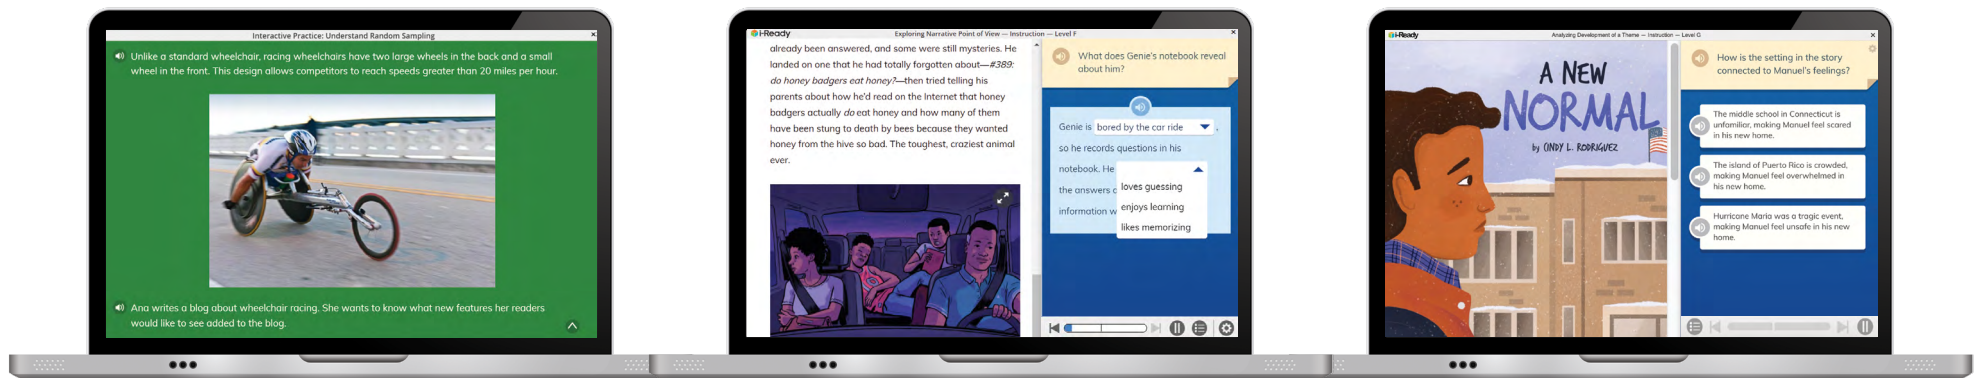 Interactive Practice: Understand Random Sampling
Unlike a standard wheelchair, racing wheelchairs have two large wheels in the back and a small
wheel in the front. This design allows competitors to reach speeds greater than 20 miles per hour.
Ana writes a blog about wheelchair racing. She wants to know what new features her readers
would like to see added to the blog.
i-Ready
Exploring Narrative Point of View — Instruction — Level F
already been answered, and some were still mysteries. He
landed on one that he had totally forgotten about—#389:
do honey badgers eat honey?—then tried telling his
parents about how he'd read on the Internet that honey
badgers actually do eat honey and how many of them
have been stung to death by bees because they wanted
honey from the hive so bad. The toughest, craziest animal
ever.
What does Genie's notebook reveal
about him?
Genie is bored by the car ride ,
so he records questions in his
notebook. He
the answers
information w
loves guessing
enjoys learning
likes memorizing
i-Ready
Analyzing Development of a Theme — Instruction — Level G
A NEW
NORMAL
by CINDY L. RODRIGUEZ
How is the setting in the story
connected to Manuel's feelings?
The middle school in Connecticut is
unfamiliar, making Manuel feel scared
in his new home.
The island of Puerto Rico is crowded,
making Manuel feel overwhelmed in
his new home.
Hurricane Maria was a tragic event,
making Manuel feel unsafe in his new
home.